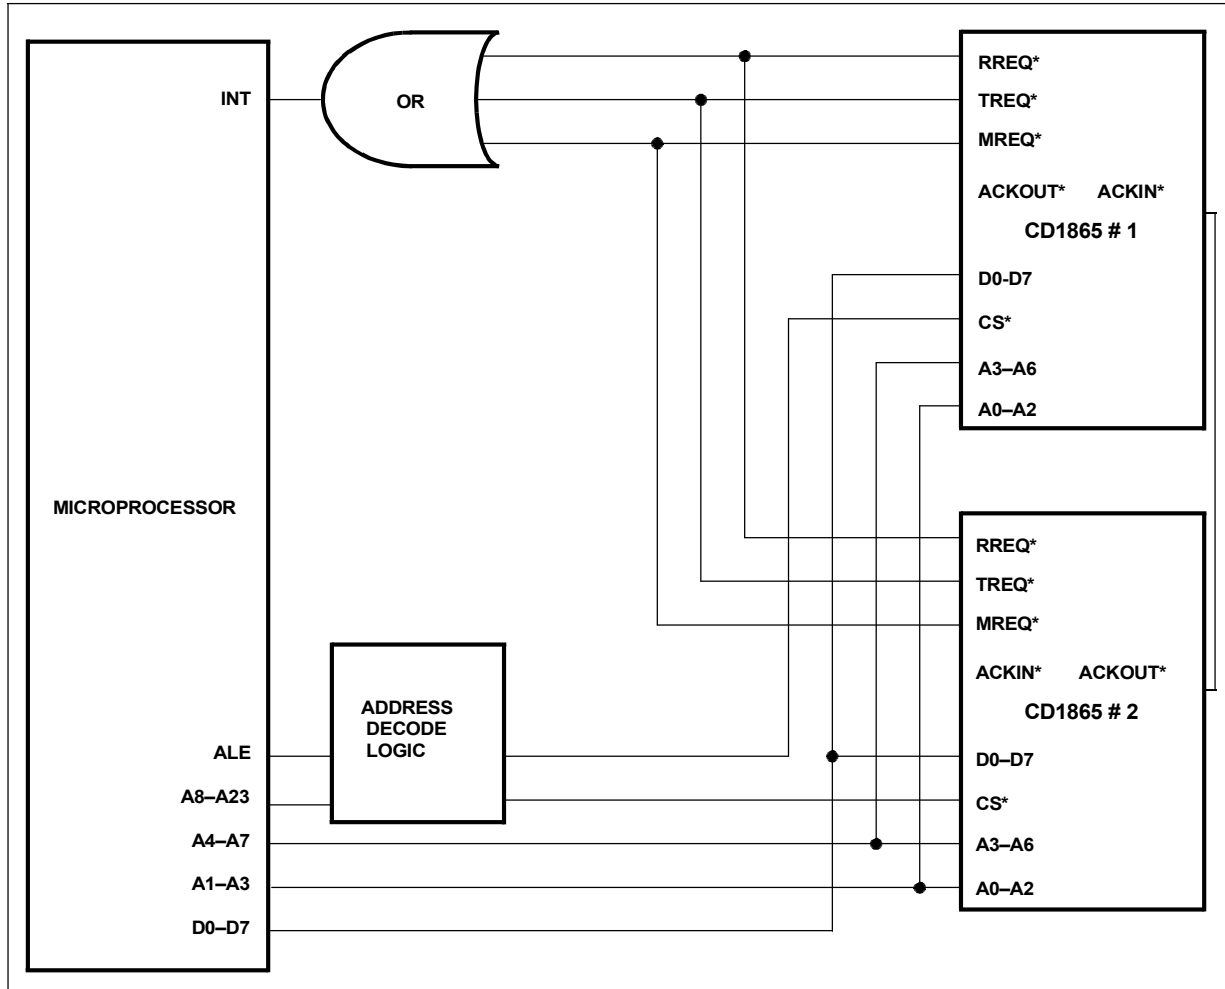 INT
OR
MICROPROCESSOR
ALE
A8–A23
A4–A7
A1–A3
D0–D7
ADDRESS
DECODE
LOGIC
RREQ*
TREQ*
MREQ*
ACKOUT* ACKIN*
CD1865 # 1
D0-D7
CS*
A3–A6
A0–A2
RREQ*
TREQ*
MREQ*
ACKIN* ACKOUT*
CD1865 # 2
D0–D7
CS*
A3–A6
A0–A2